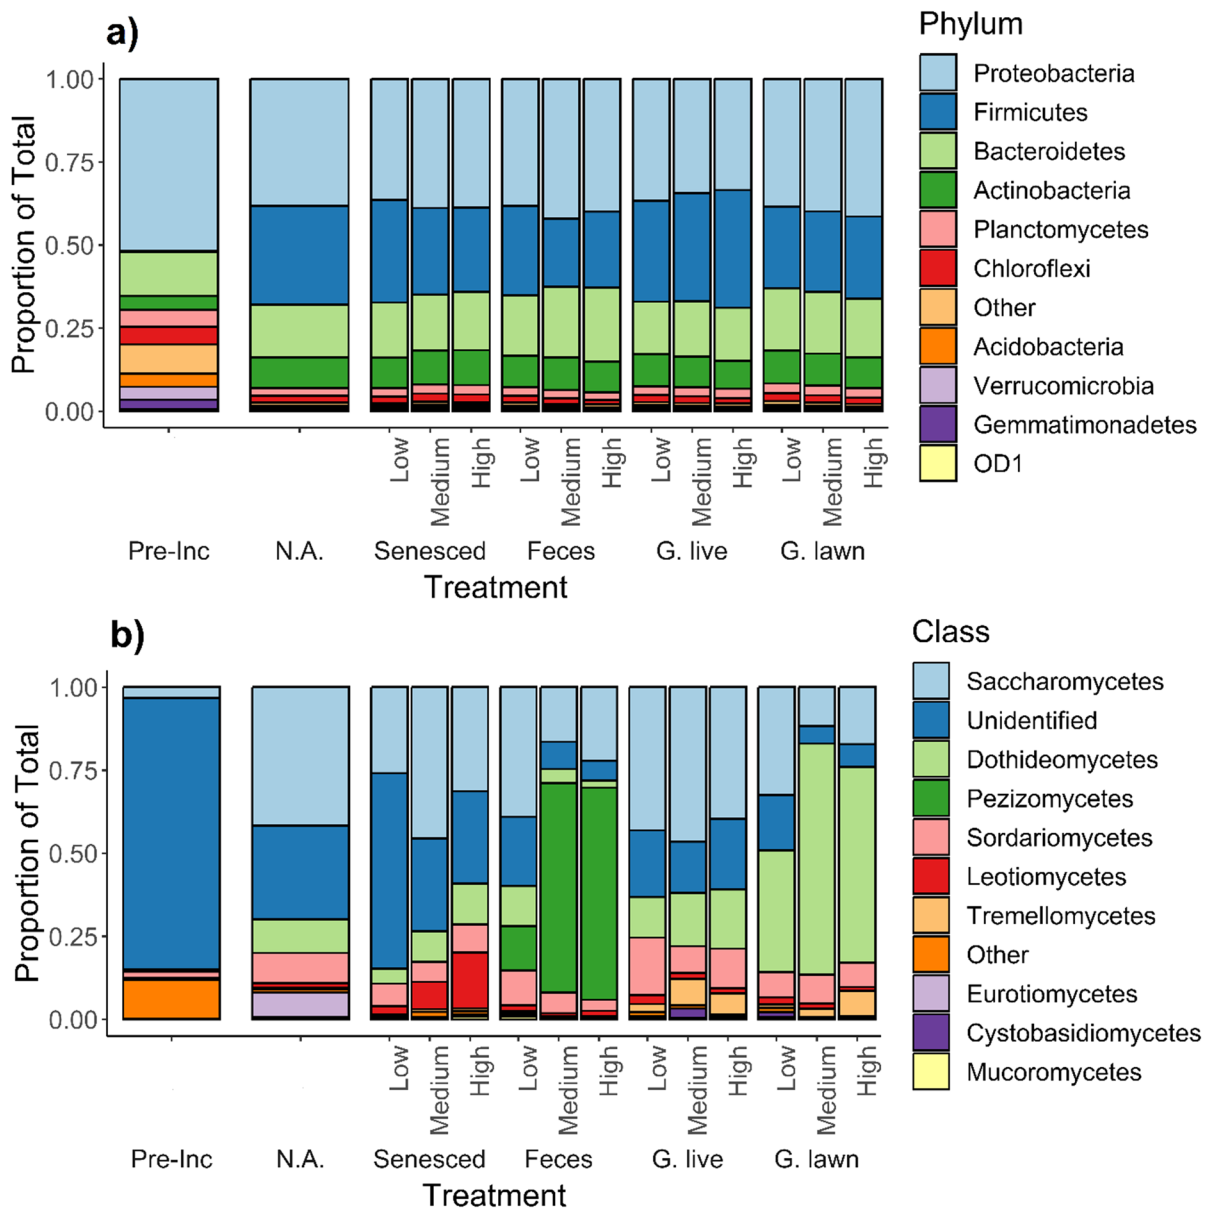 a)
Phylum
Proteobacteria
Firmicutes
Bacteroidetes
Actinobacteria
Planctomycetes
Chloroflexi
Other
Acidobacteria
Verrucomicrobia
Gemmatimonadetes
OD1
Proportion of Total
1.00
0.75
0.50
0.25
0.00
Low Medium High Low Medium High Low Medium High Low Medium High
Pre-Inc N.A. Senesced Feces G. live G. lawn
Treatment
b)
Class
Saccharomycetes
Unidentified
Dothideomycetes
Pezizomycetes
Sordariomycetes
Leotiomycetes
Tremellomycetes
Other
Eurotiomycetes
Cystobasidiomycetes
Mucoromycetes
Proportion of Total
1.00
0.75
0.50
0.25
0.00
Low Medium High Low Medium High Low Medium High Low Medium High
Pre-Inc N.A. Senesced Feces G. live G. lawn
Treatment